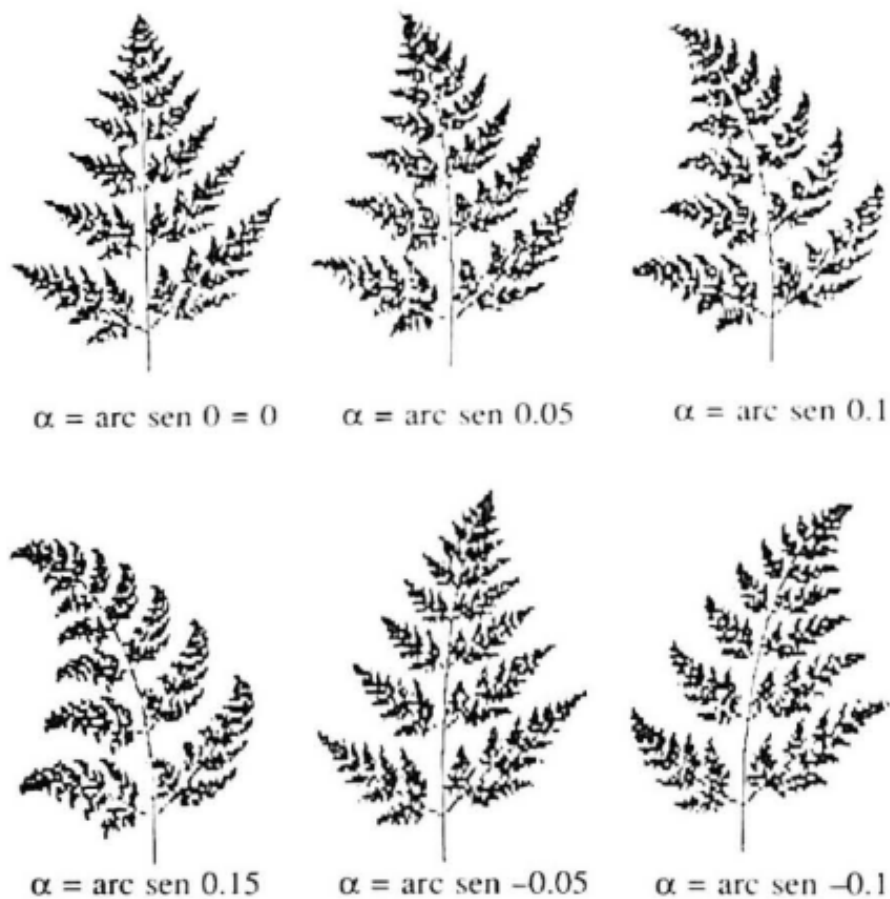 α = arc sen 0 = 0
α = arc sen 0.05
α = arc sen 0.1
α = arc sen 0.15
α = arc sen –0.05
α = arc sen –0.1